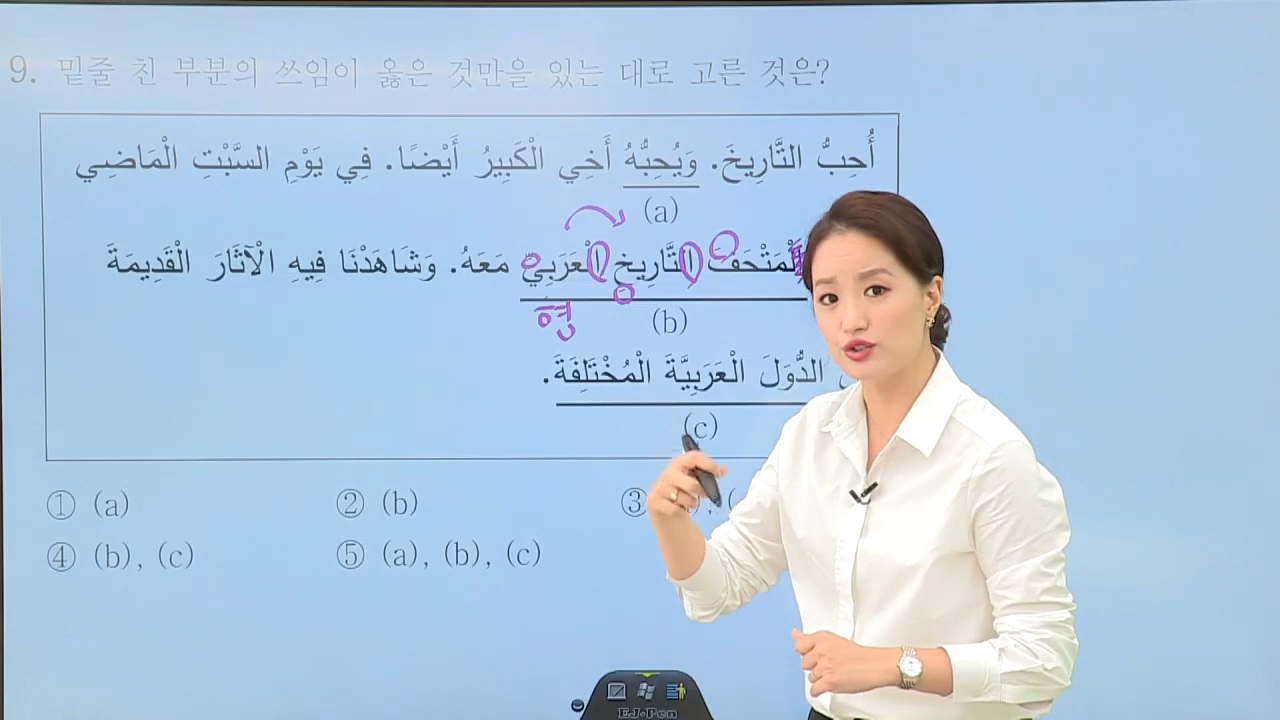 9. 밑줄 친 부분의 쓰임이 옳은 것만을 있는 대로 고른 것은?
أُحِبُّ التَّارِيخَ. وَيُحِبُّهُ أَخِي الْكَبِيرُ أَيْضًا. فِي يَوْمِ السَّبْتِ الْمَاضِي
(a)
الْمَتْحَف التَّارِيخ الْعَرَبِيّ مَعَهُ. وَشَاهَدْنَا فِيهِ الْآثَارَ الْقَدِيمَةَ
형
(b)
الدُّوَلَ الْعَرَبِيَّةَ الْمُخْتَلِفَةَ.
(c)
① (a)
② (b)
③
④ (b), (c)
⑤ (a), (b), (c)
EJ-Pen